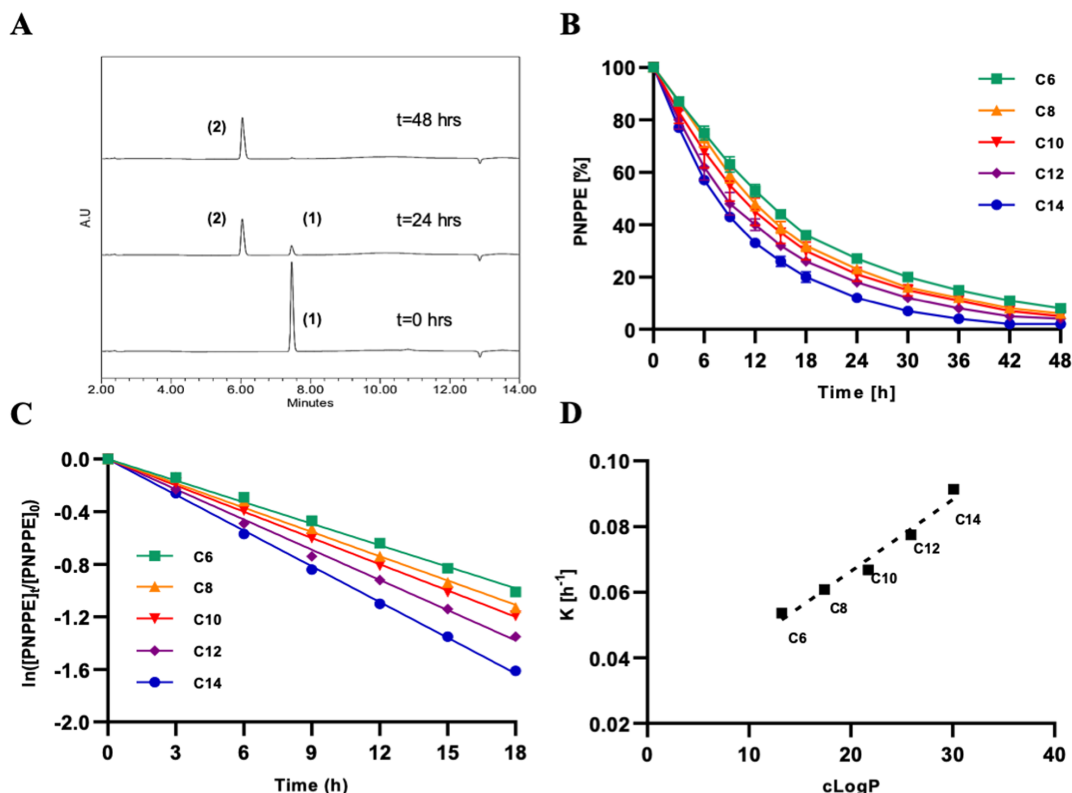 A
(2)
t=48 hrs
(2)
(1)
t=24 hrs
(1)
t=0 hrs
A.U
2.00 4.00 6.00 8.00 10.00 12.00 14.00
Minutes
B
100
80
60
40
20
0
PNPPE [%]
0 6 12 18 24 30 36 42 48
Time [h]
C6
C8
C10
C12
C14
C
0.0
-0.4
-0.8
-1.2
-1.6
-2.0
ln([PNPPE]t/[PNPPE]0)
C6
C8
C10
C12
C14
0 3 6 9 12 15 18
Time (h)
D
0.10
0.08
0.06
0.04
0.02
K [h-1]
C14
C12
C10
C8
C6
0 10 20 30 40
cLogP